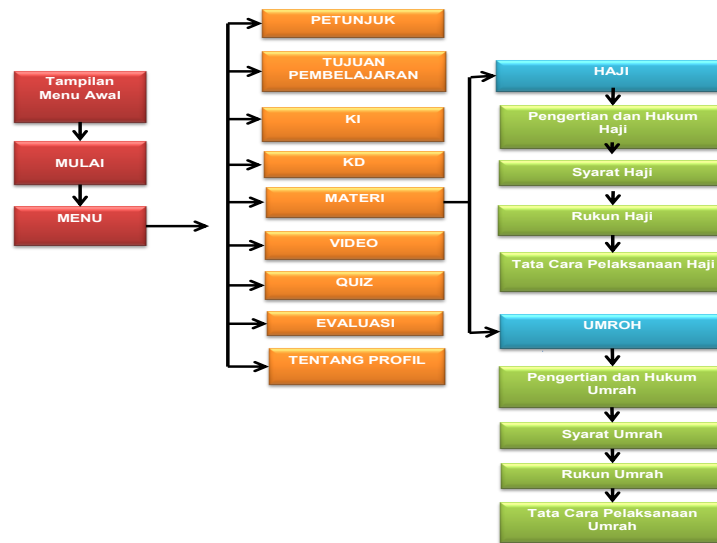 Tampilan
Menu Awal
MULAI
MENU
PETUNJUK
TUJUAN
PEMBELAJARAN
KI
KD
MATERI
VIDEO
QUIZ
EVALUASI
TENTANG PROFIL
HAJI
Pengertian dan Hukum
Haji
Syarat Haji
Rukun Haji
Tata Cara Pelaksanaan Haji
UMROH
Pengertian dan Hukum
Umrah
Syarat Umrah
Rukun Umrah
Tata Cara Pelaksanaan
Umrah